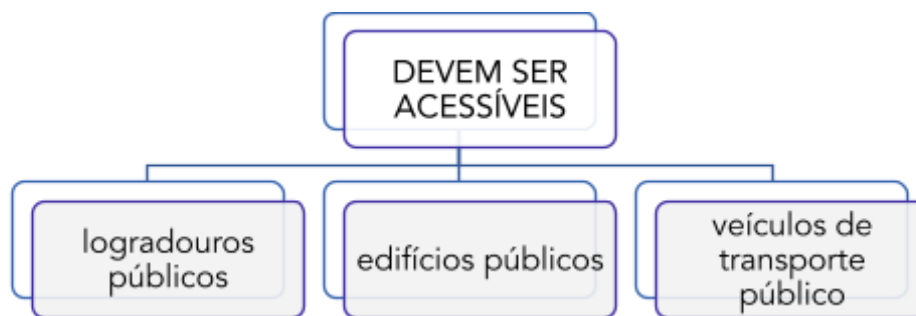 DEVEM SER
ACESSÍVEIS
logradouros
públicos
edifícios públicos
veículos de
transporte
público